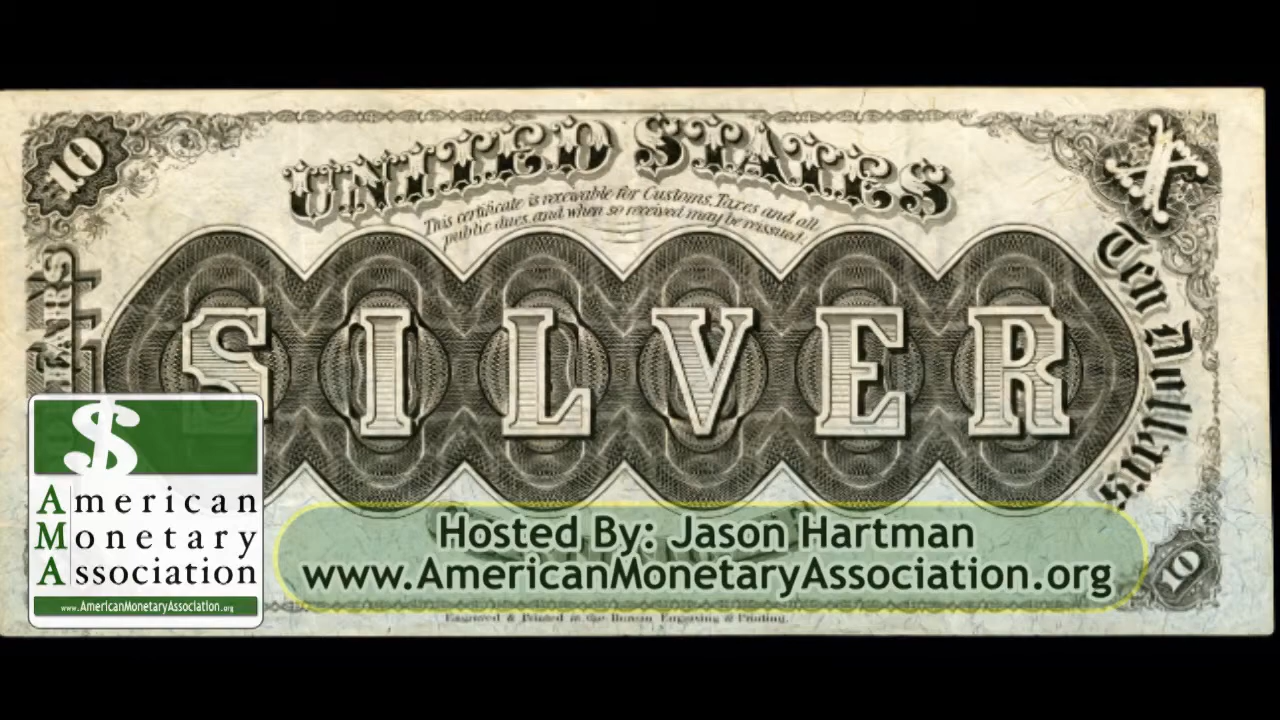 10
UNITED STATES
This certificate is receivable for Customs, Taxes and all
public dues, and when so received may be reissued.
SILVER
Ten Dollars
$
American
Monetary
Association
www.AmericanMonetaryAssociation.org
Hosted By: Jason Hartman
www.AmericanMonetaryAssociation.org
10
Engraved & Printed at the Bureau Engraving & Printing.